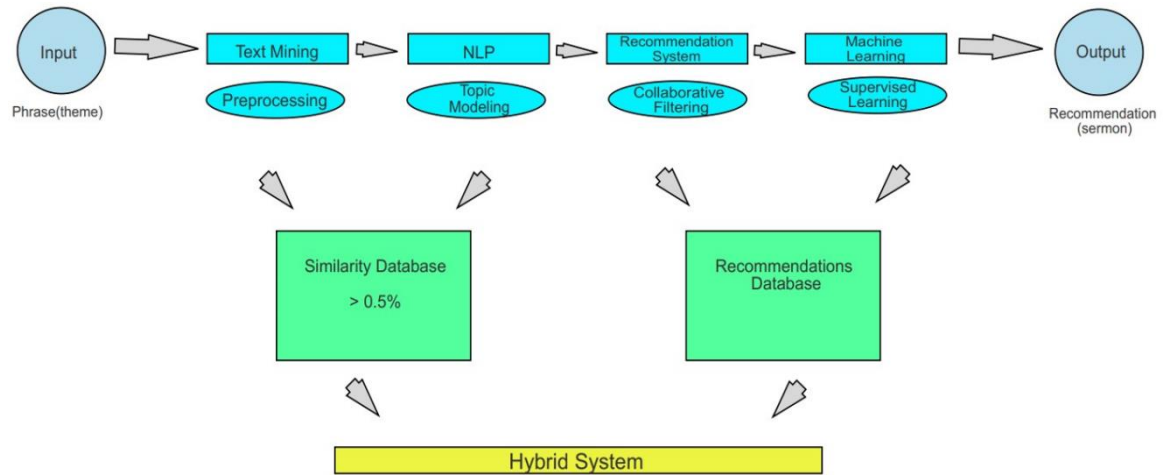 Input
Text Mining
NLP
Recommendation
System
Machine
Learning
Output
Preprocessing
Topic
Modeling
Collaborative
Filtering
Supervised
Learning
Phrase(theme)
Recommendation
(sermon)
Similarity Database
> 0.5%
Recommendations
Database
Hybrid System